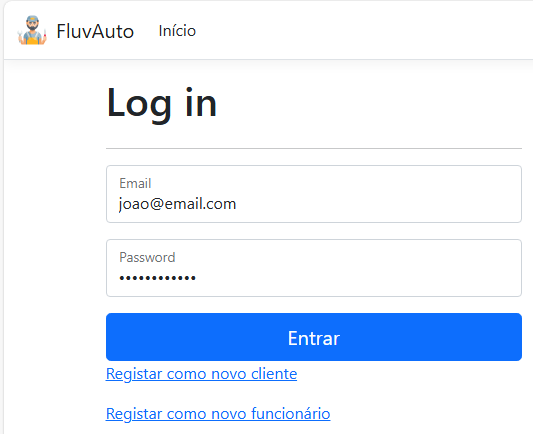 FluvAuto Início
Log in
Email
joao@email.com
Password
••••••••••••
Entrar
Registar como novo cliente
Registar como novo funcionário